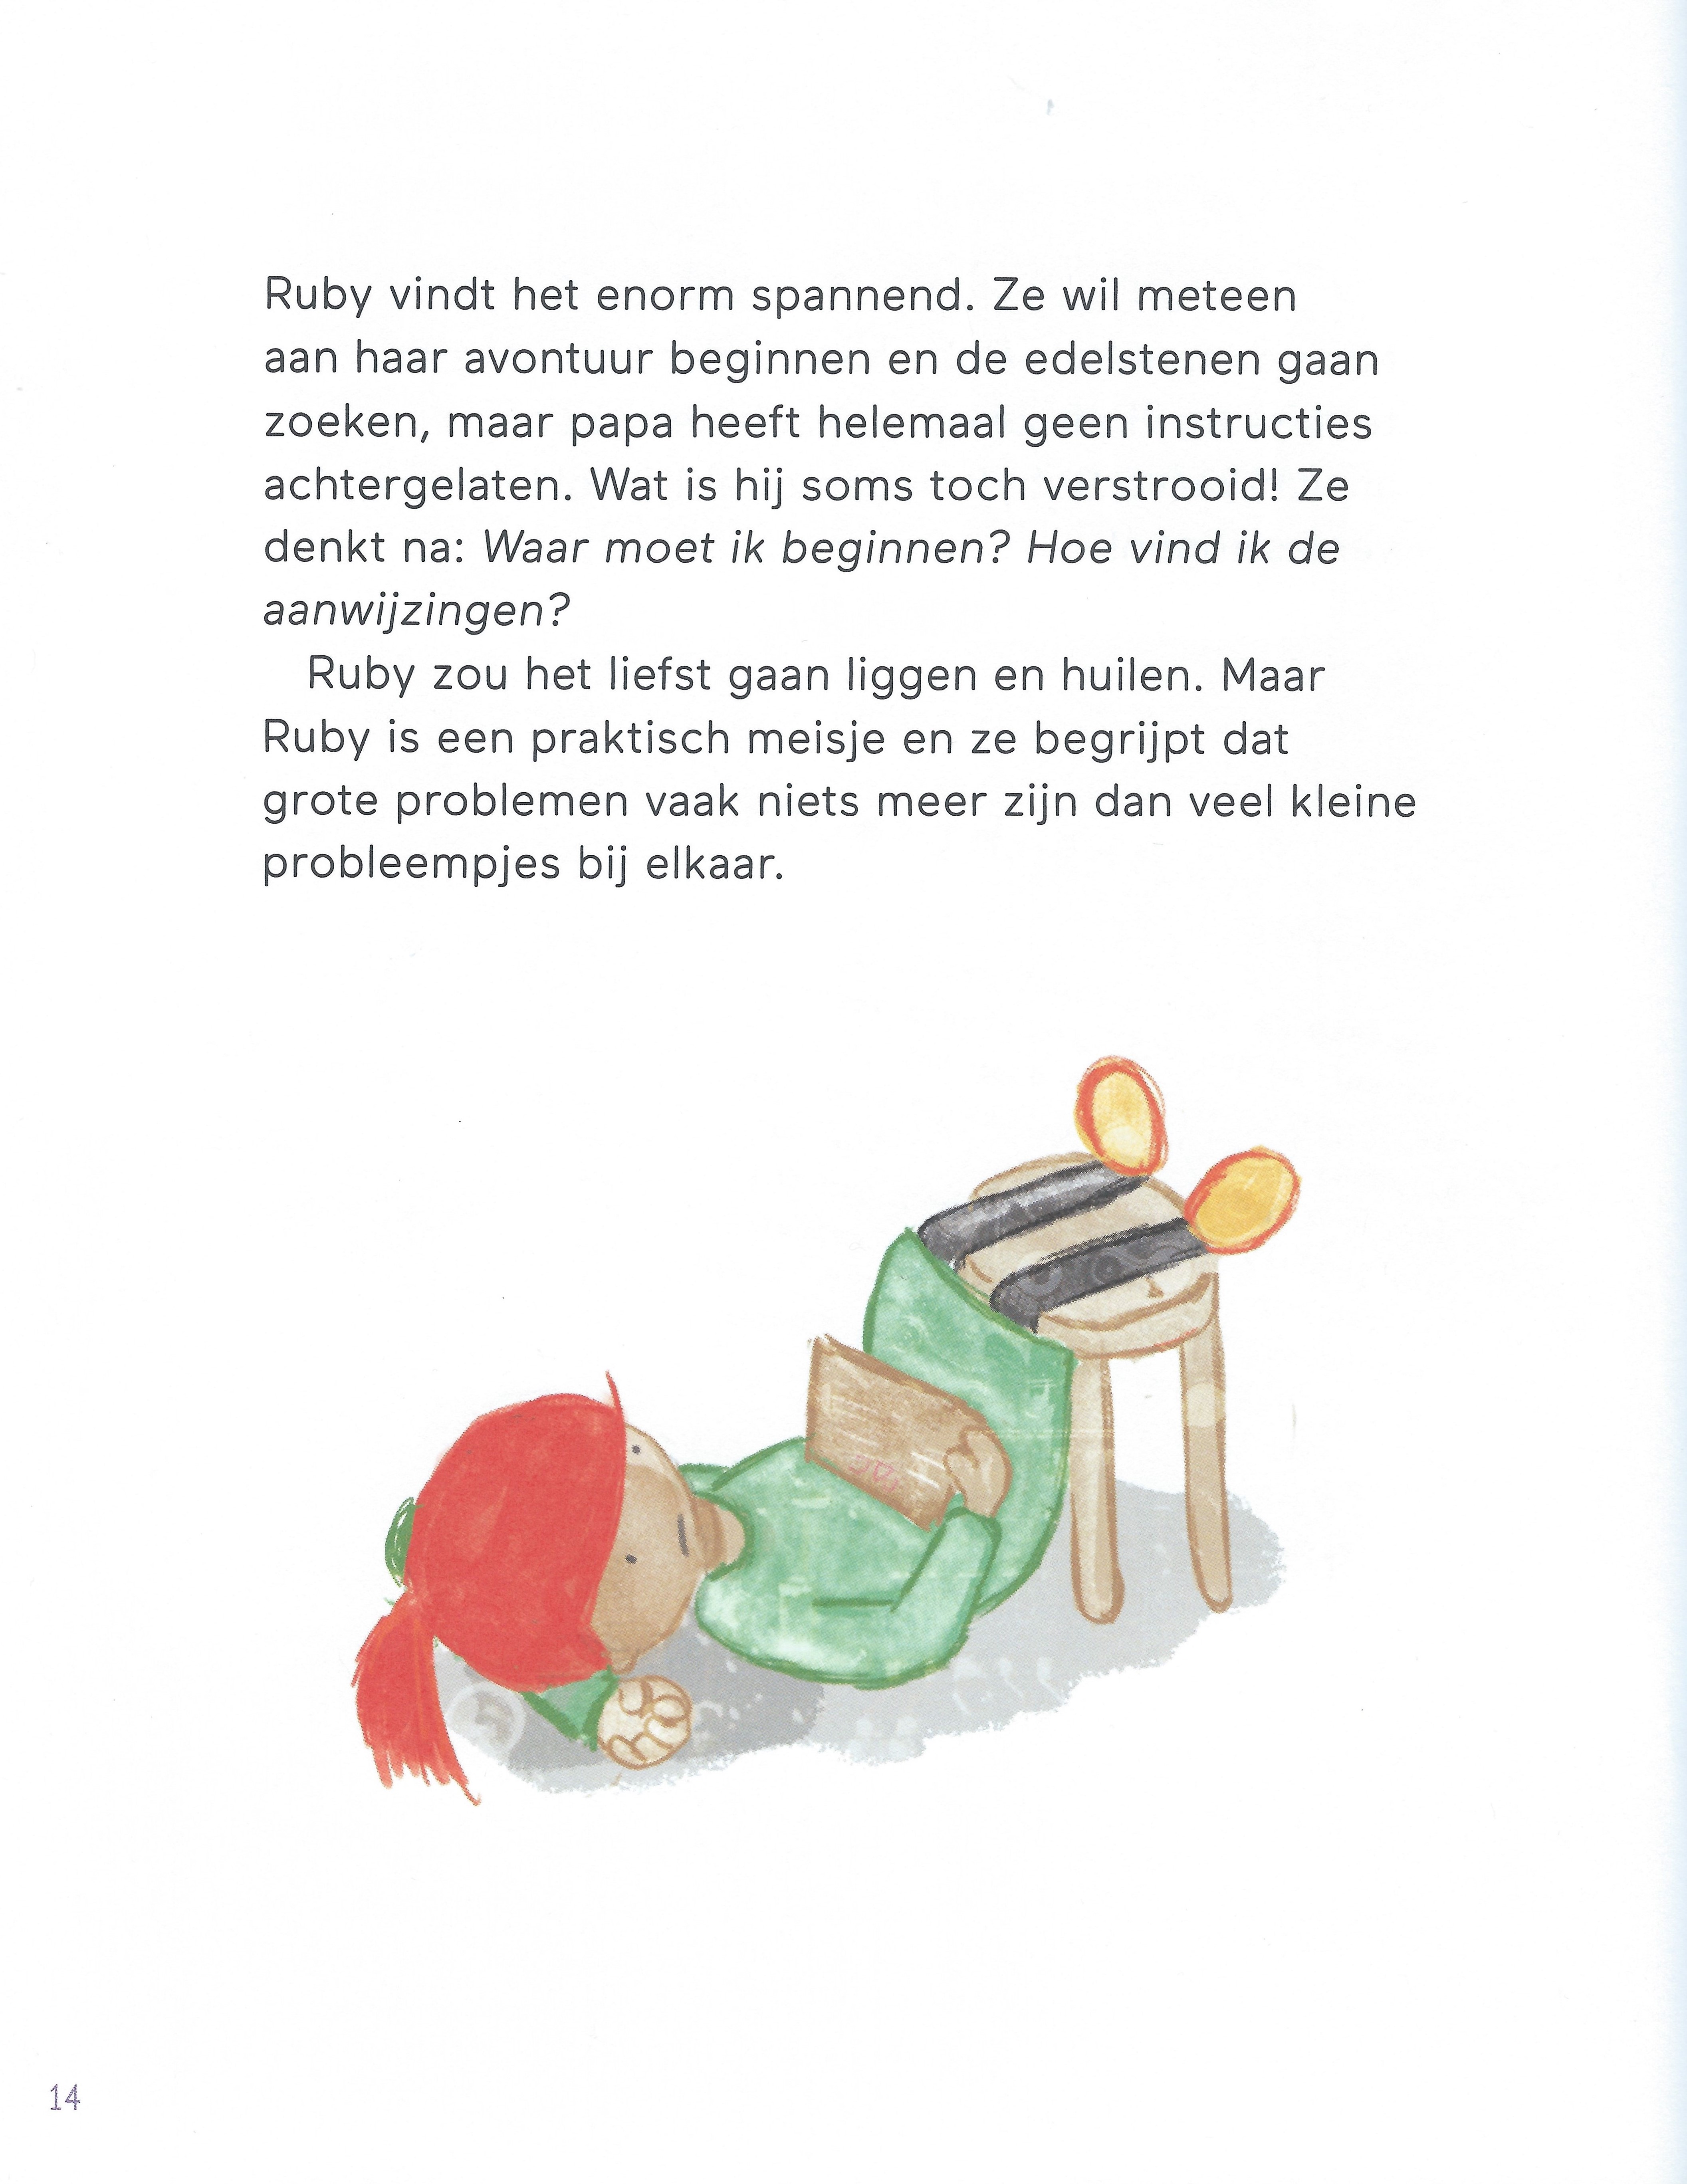 Ruby vindt het enorm spannend. Ze wil meteen
aan haar avontuur beginnen en de edelstenen gaan
zoeken, maar papa heeft helemaal geen instructies
achtergelaten. Wat is hij soms toch verstrooid! Ze
denkt na: Waar moet ik beginnen? Hoe vind ik de
aanwijzingen?
Ruby zou het liefst gaan liggen en huilen. Maar
Ruby is een praktisch meisje en ze begrijpt dat
grote problemen vaak niets meer zijn dan veel kleine
probleempjes bij elkaar.
14